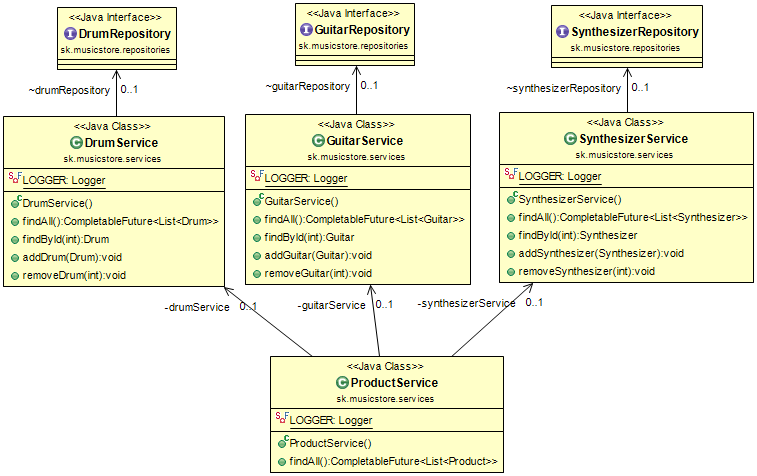 <<Java Interface>>
DrumRepository
sk.musicstore.repositories
<<Java Interface>>
GuitarRepository
sk.musicstore.repositories
<<Java Interface>>
SynthesizerRepository
sk.musicstore.repositories
~drumRepository 0..1
~guitarRepository 0..1
~synthesizerRepository 0..1
<<Java Class>>
DrumService
sk.musicstore.services
LOGGER: Logger
DrumService()
findAll():CompletableFuture<List<Drum>>
findById(int):Drum
addDrum(Drum):void
removeDrum(int):void
<<Java Class>>
GuitarService
sk.musicstore.services
LOGGER: Logger
GuitarService()
findAll():CompletableFuture<List<Guitar>>
findById(int):Guitar
addGuitar(Guitar):void
removeGuitar(int):void
<<Java Class>>
SynthesizerService
sk.musicstore.services
LOGGER: Logger
SynthesizerService()
findAll():CompletableFuture<List<Synthesizer>>
findById(int):Synthesizer
addSynthesizer(Synthesizer):void
removeSynthesizer(int):void
-drumService 0..1
-guitarService 0..1
-synthesizerService 0..1
<<Java Class>>
ProductService
sk.musicstore.services
LOGGER: Logger
ProductService()
findAll():CompletableFuture<List<Product>>